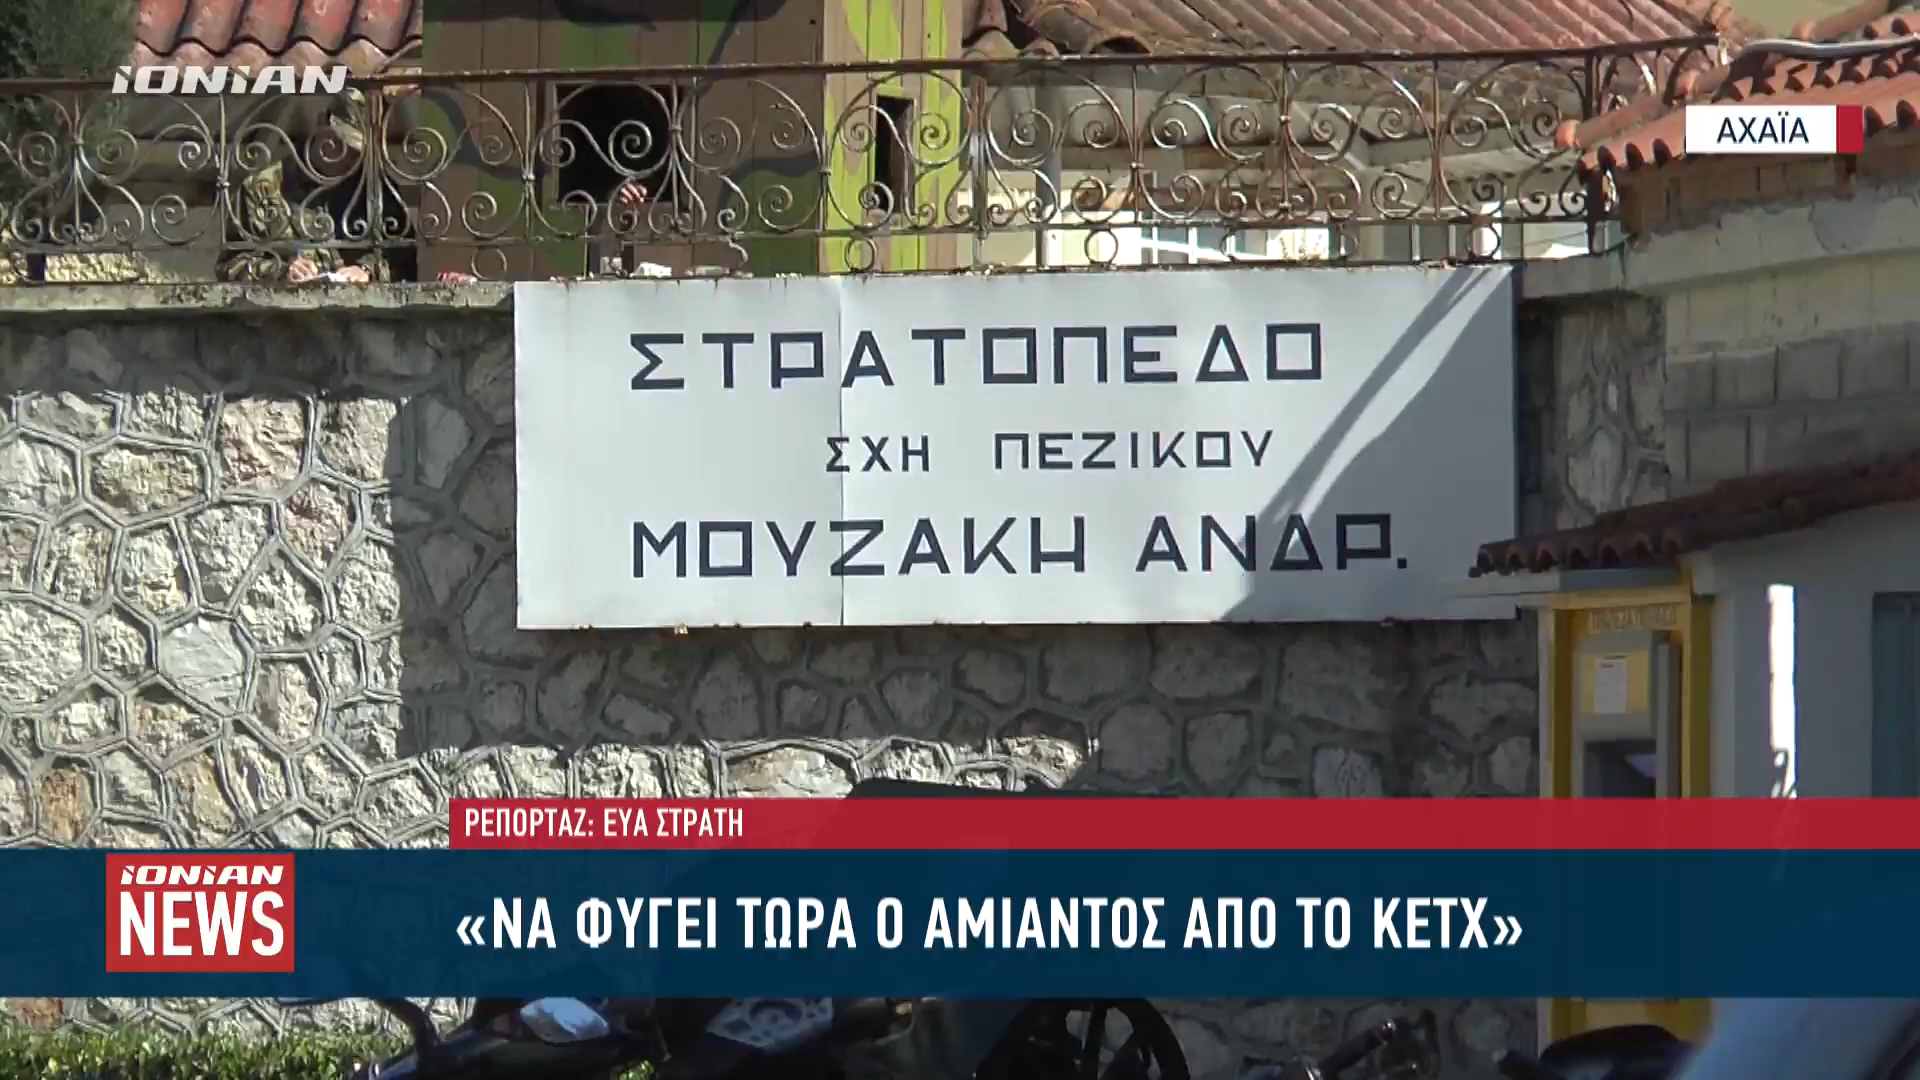 IONIAN
ΑΧΑΪΑ
ΣΤΡΑΤΟΠΕΔΟ
ΣΧΗ ΠΕΖΙΚΟΥ
ΜΟΥΖΑΚΗ ΑΝΔΡ.
ΡΕΠΟΡΤΑΖ: ΕΥΑ ΣΤΡΑΤΗ
IONIAN
NEWS
«ΝΑ ΦΥΓΕΙ ΤΩΡΑ Ο ΑΜΙΑΝΤΟΣ ΑΠΟ ΤΟ ΚΕΤΧ»